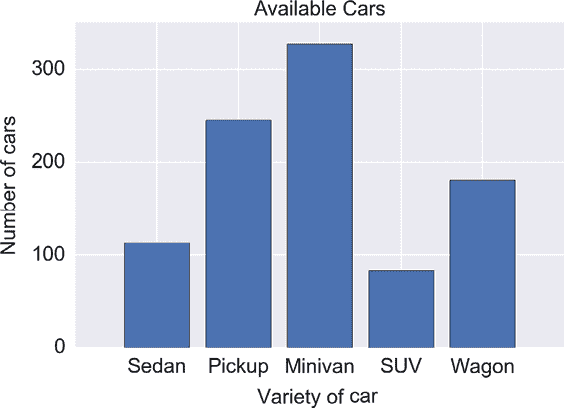 Available Cars
Number of cars
300
200
100
0
Sedan Pickup Minivan SUV Wagon
Variety of car